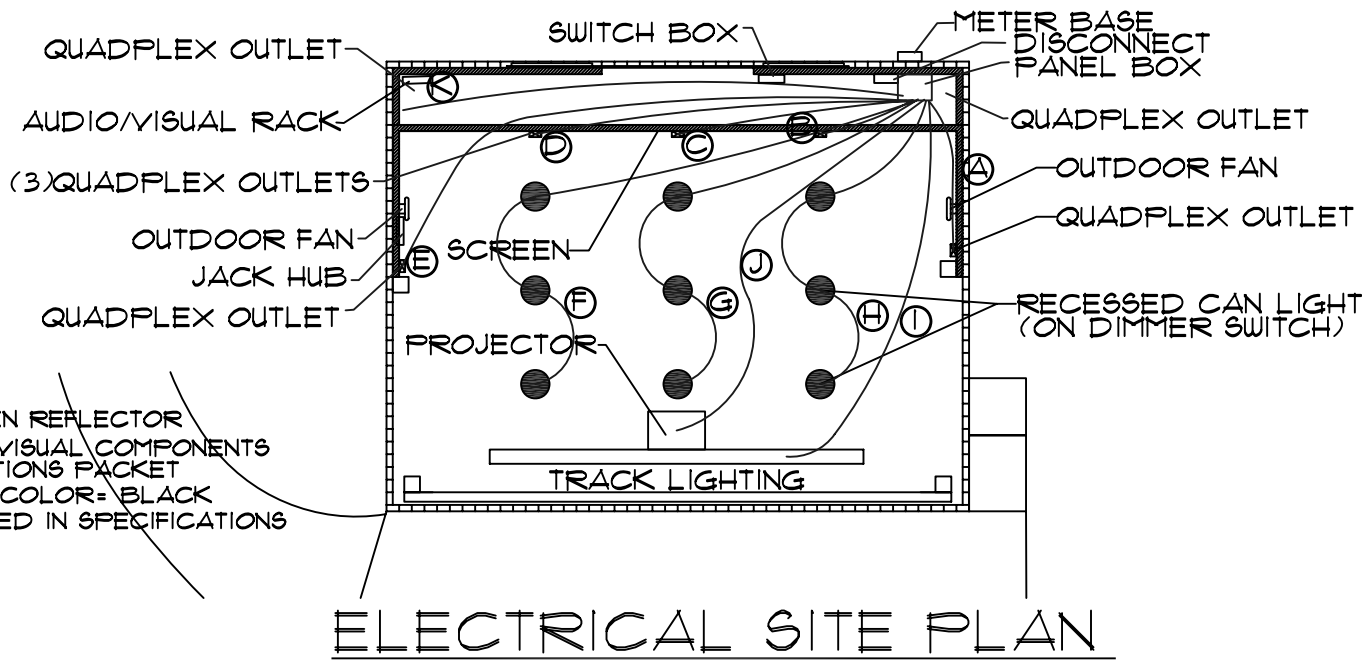 QUADPLEX OUTLET
SWITCH BOX
METER BASE
DISCONNECT
PANEL BOX
K
AUDIO/VISUAL RACK
QUADPLEX OUTLET
B
D
C
A
OUTDOOR FAN
(3)QUADPLEX OUTLETS
QUADPLEX OUTLET
OUTDOOR FAN
SCREEN
E
J
JACK HUB
QUADPLEX OUTLET
F
G
H
I
RECESSED CAN LIGHT
(ON DIMMER SWITCH)
PROJECTOR
EN REFLECTOR
VISUAL COMPONENTS
TIONS PACKET
COLOR= BLACK
ED IN SPECIFICATIONS
TRACK LIGHTING
ELECTRICAL SITE PLAN